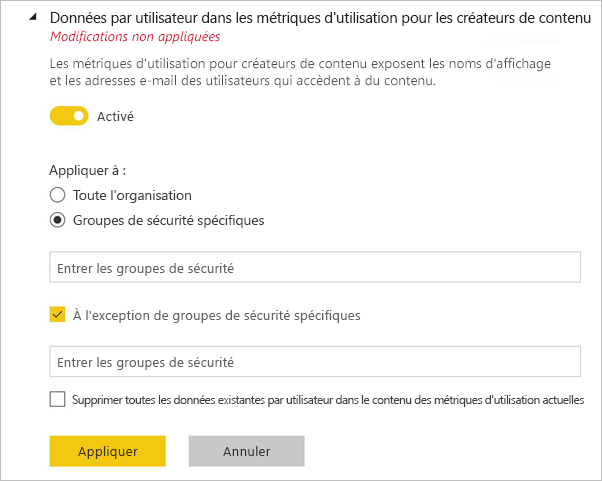 Données par utilisateur dans les métriques d'utilisation pour les créateurs de contenu
Modifications non appliquées
Les métriques d'utilisation pour créateurs de contenu exposent les noms d'affichage
et les adresses e-mail des utilisateurs qui accèdent à du contenu.
Activé
Appliquer à :
Toute l'organisation
Groupes de sécurité spécifiques
Entrer les groupes de sécurité
À l'exception de groupes de sécurité spécifiques
Entrer les groupes de sécurité
Supprimer toutes les données existantes par utilisateur dans le contenu des métriques d'utilisation actuelles
Appliquer
Annuler